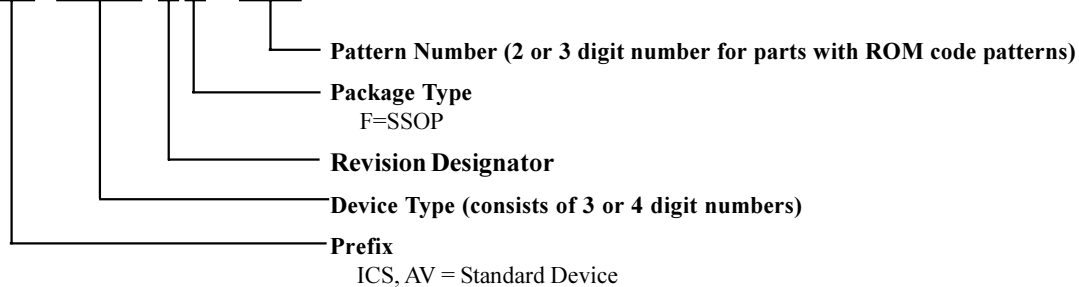 Pattern Number (2 or 3 digit number for parts with ROM code patterns)
Package Type
F=SSOP
Revision Designator
Device Type (consists of 3 or 4 digit numbers)
Prefix
ICS, AV = Standard Device